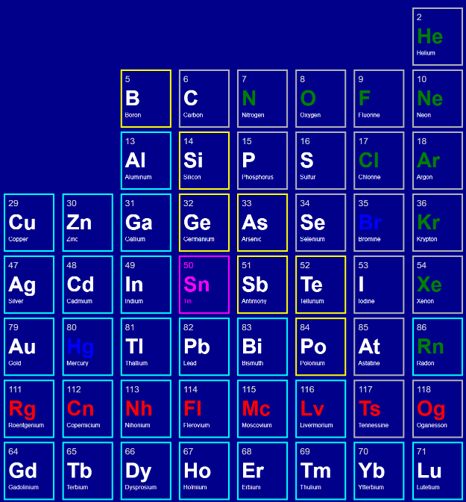 2
He
Helium
5 6 7 8 9 10
B C N O F Ne
Boron Carbon Nitrogen Oxygen Fluorine Neon
13 14 15 16 17 18
Al Si P S Cl Ar
Aluminum Silicon Phosphorus Sulfur Chlorine Argon
29 30 31 32 33 34 35 36
Cu Zn Ga Ge As Se Br Kr
Copper Zinc Gallium Germanium Arsenic Selenium Bromine Krypton
47 48 49 50 51 52 53 54
Ag Cd In Sn Sb Te I Xe
Silver Cadmium Indium Tin Antimony Tellurium Iodine Xenon
79 80 81 82 83 84 85 86
Au Hg Tl Pb Bi Po At Rn
Gold Mercury Thallium Lead Bismuth Polonium Astatine Radon
111 112 113 114 115 116 117 118
Rg Cn Nh Fl Mc Lv Ts Og
Roentgenium Copernicium Nihonium Flerovium Moscovium Livermorium Tennessine Oganesson
64 65 66 67 68 69 70 71
Gd Tb Dy Ho Er Tm Yb Lu
Gadolinium Terbium Dysprosium Holmium Erbium Thulium Ytterbium Lutetium